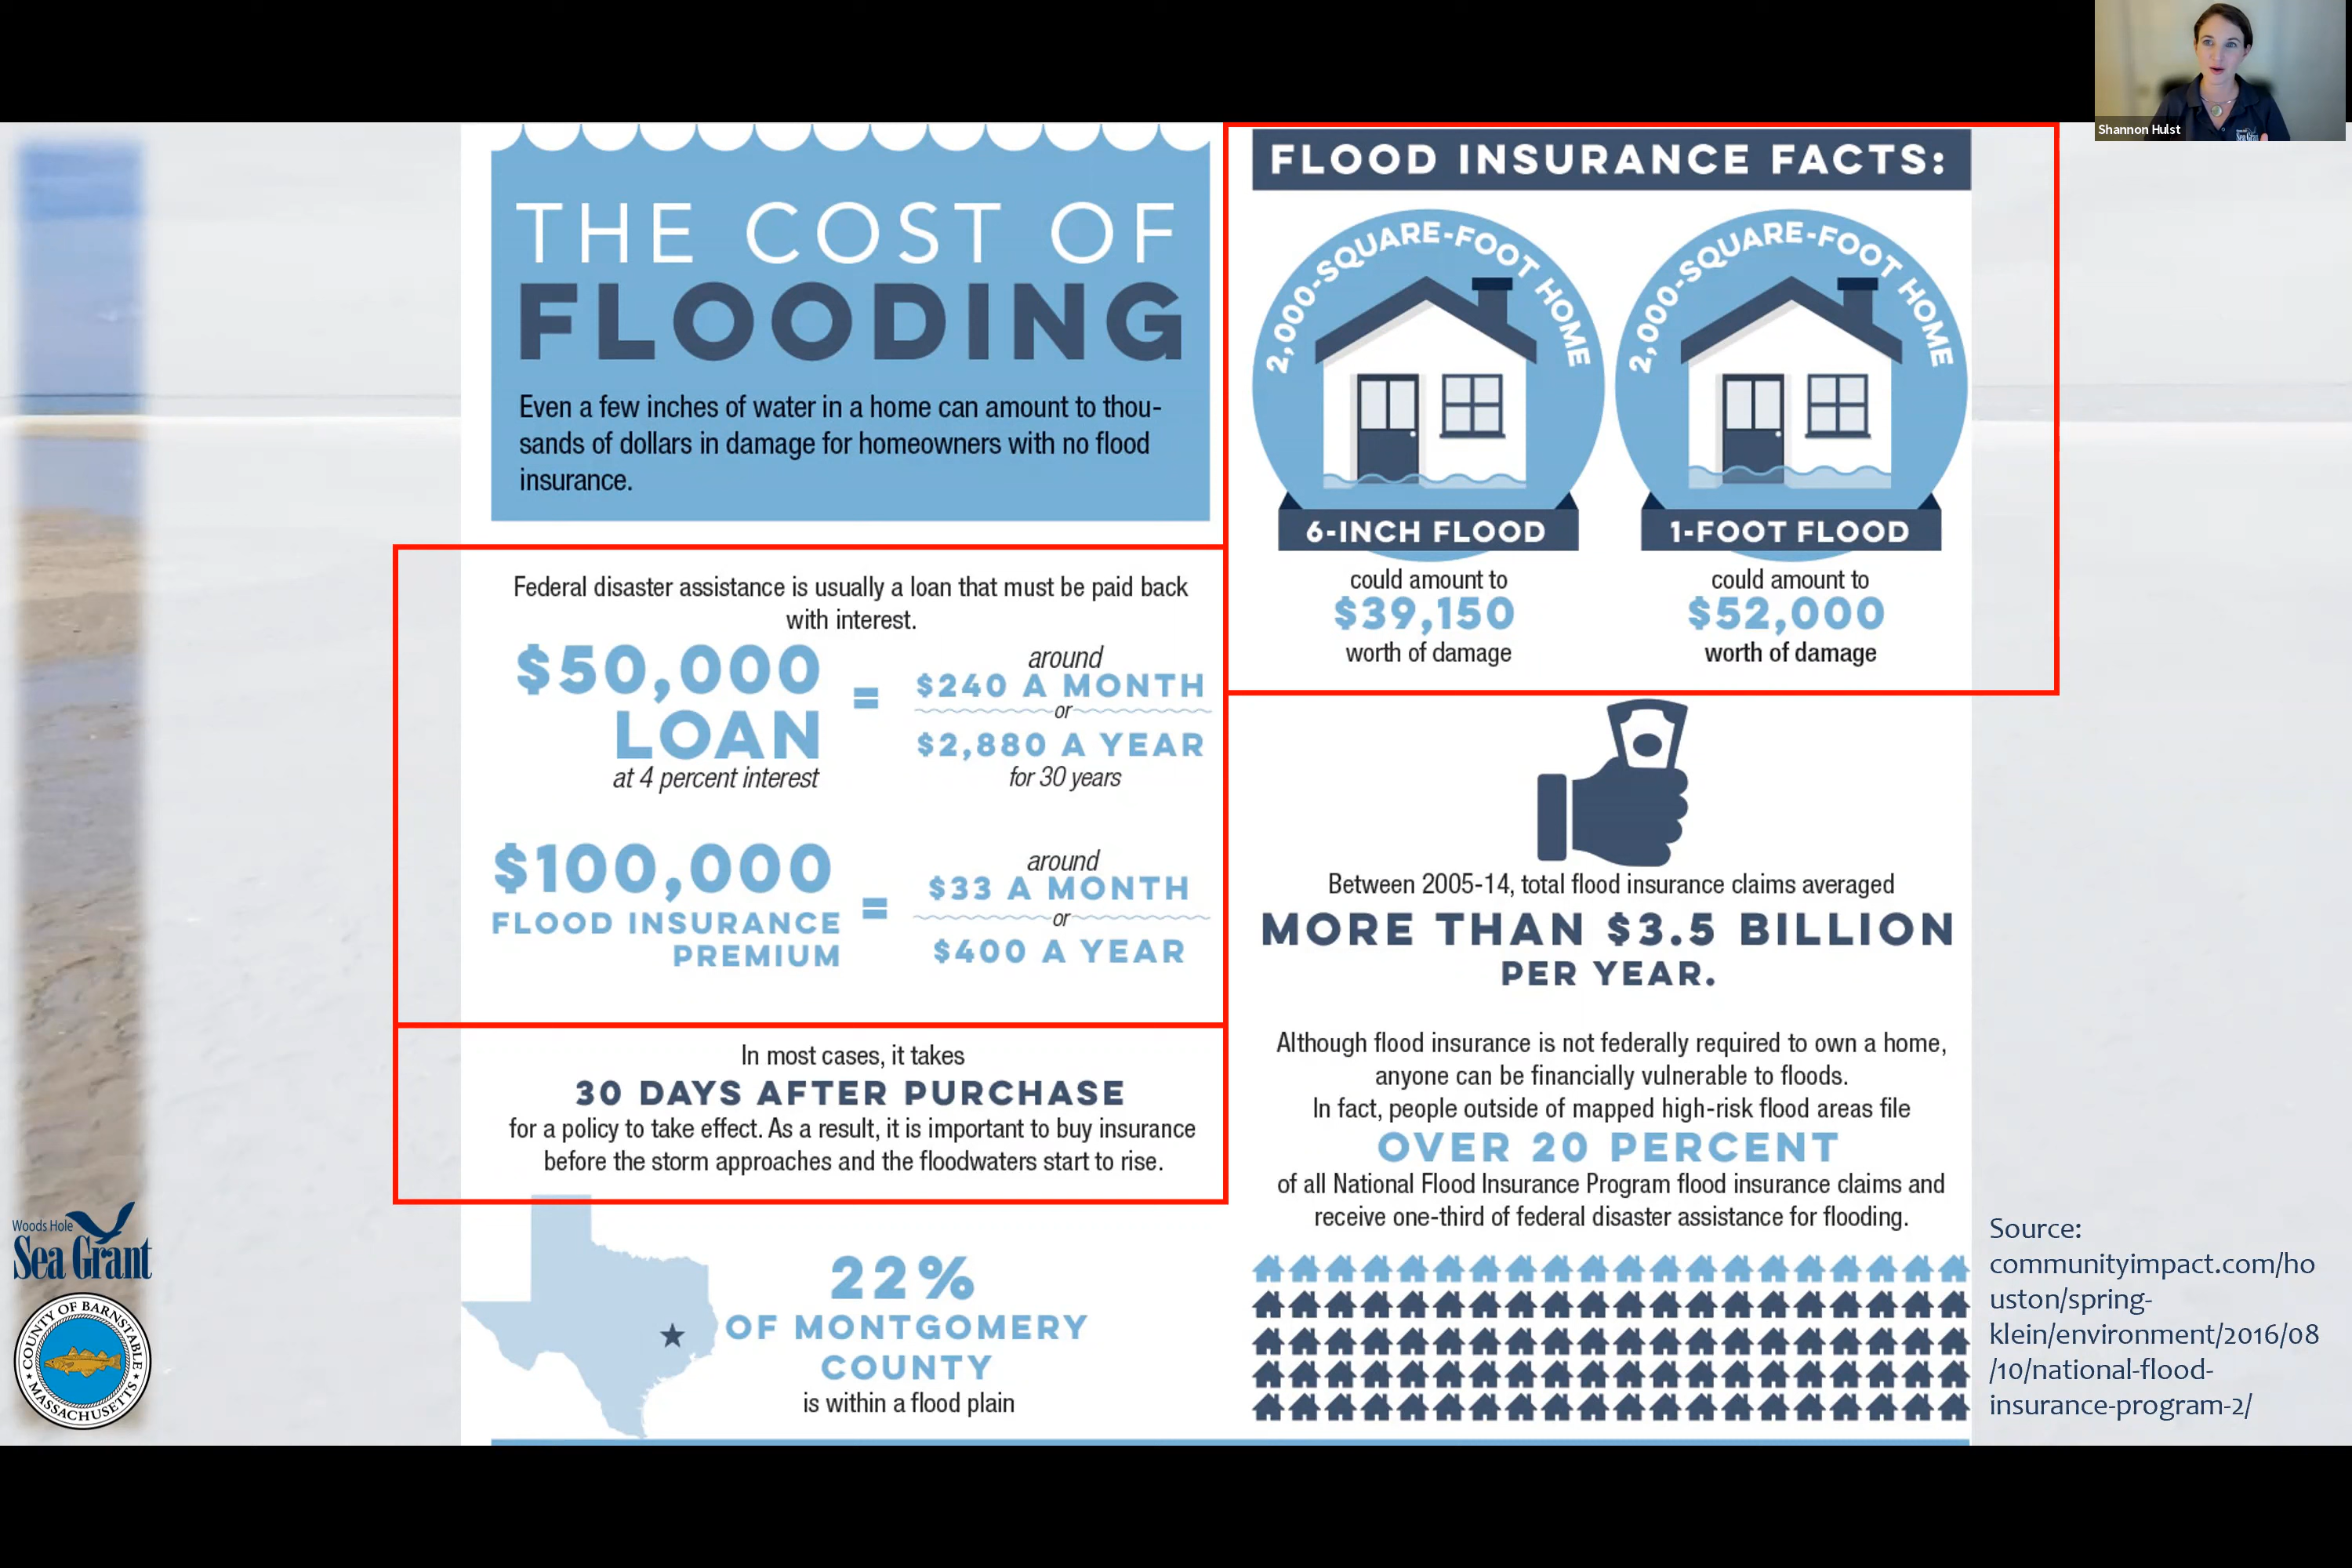 Shannon Hulst
THE COST OF
FLOODING
Even a few inches of water in a home can amount to thou-
sands of dollars in damage for homeowners with no flood
insurance.
Federal disaster assistance is usually a loan that must be paid back
with interest.
$50,000
LOAN
at 4 percent interest
=
around
$240 A MONTH
or
$2,880 A YEAR
for 30 years
$100,000
FLOOD INSURANCE
PREMIUM
=
around
$33 A MONTH
or
$400 A YEAR
In most cases, it takes
30 DAYS AFTER PURCHASE
for a policy to take effect. As a result, it is important to buy insurance
before the storm approaches and the floodwaters start to rise.
22%
OF MONTGOMERY
COUNTY
is within a flood plain
FLOOD INSURANCE FACTS:
2,000-SQUARE-FOOT HOME
6-INCH FLOOD
could amount to
$39,150
worth of damage
2,000-SQUARE-FOOT HOME
1-FOOT FLOOD
could amount to
$52,000
worth of damage
Between 2005-14, total flood insurance claims averaged
MORE THAN $3.5 BILLION
PER YEAR.
Although flood insurance is not federally required to own a home,
anyone can be financially vulnerable to floods.
In fact, people outside of mapped high-risk flood areas file
OVER 20 PERCENT
of all National Flood Insurance Program flood insurance claims and
receive one-third of federal disaster assistance for flooding.
Source:
communityimpact.com/ho
uston/spring-
klein/environment/2016/08
/10/national-flood-
insurance-program-2/
Woods Hole
Sea Grant
COUNTY OF BARNSTABLE
MASSACHUSETTS
Sea Grant